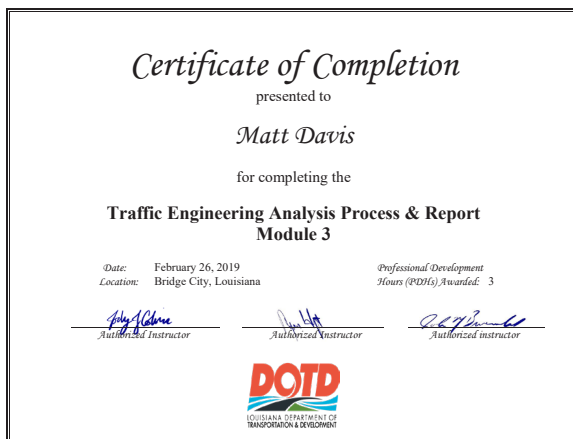 Certificate of Completion
presented to
Matt Davis
for completing the
Traffic Engineering Analysis Process & Report
Module 3
Date: February 26, 2019
Location: Bridge City, Louisiana
Professional Development
Hours (PDHs) Awarded: 3
Authorized Instructor
Authorized Instructor
Authorized instructor
DOTD
LOUISIANA DEPARTMENT OF
TRANSPORTATION & DEVELOPMENT